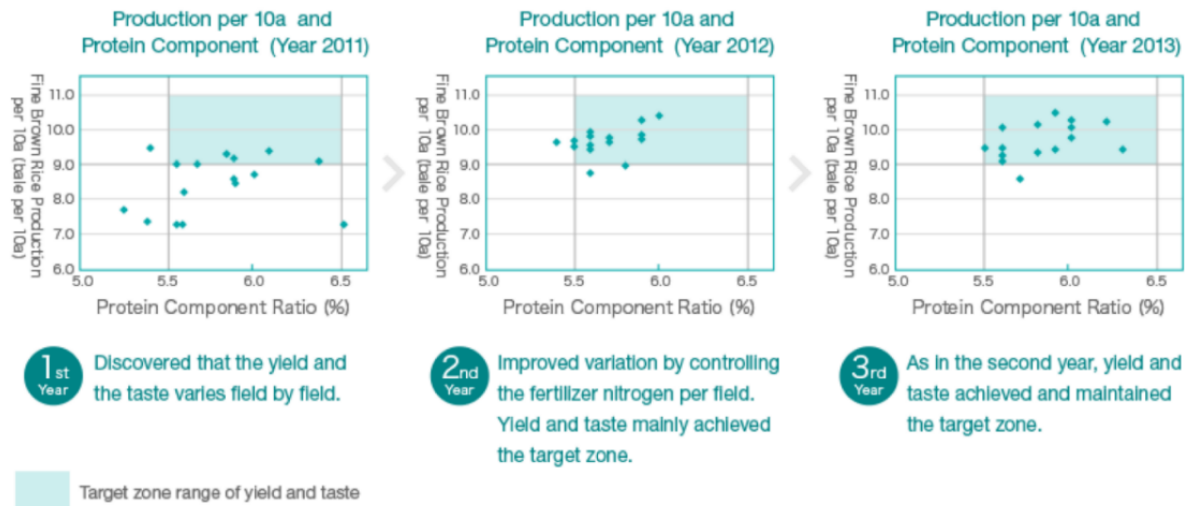 Production per 10a and
Protein Component (Year 2011)
Fine Brown Rice Production
per 10a (bale per 10a)
11.0
10.0
9.0
8.0
7.0
6.0
5.0
5.5
6.0
6.5
Protein Component Ratio (%)
Production per 10a and
Protein Component (Year 2012)
Fine Brown Rice Production
per 10a (bale per 10a)
11.0
10.0
9.0
8.0
7.0
6.0
5.0
5.5
6.0
6.5
Protein Component Ratio (%)
Production per 10a and
Protein Component (Year 2013)
Fine Brown Rice Production
per 10a (bale per 10a)
11.0
10.0
9.0
8.0
7.0
6.0
5.0
5.5
6.0
6.5
Protein Component Ratio (%)
1st
Year
Discovered that the yield and
the taste varies field by field.
2nd
Year
Improved variation by controlling
the fertilizer nitrogen per field.
Yield and taste mainly achieved
the target zone.
3rd
Year
As in the second year, yield and
taste achieved and maintained
the target zone.
Target zone range of yield and taste